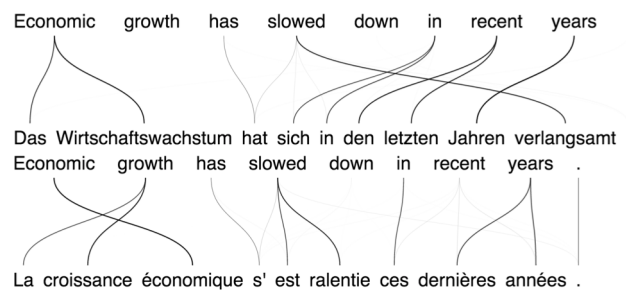 Economic growth has slowed down in recent years
Das Wirtschaftswachstum hat sich in den letzten Jahren verlangsamt
Economic growth has slowed down in recent years .
La croissance économique s' est ralentie ces dernières années .